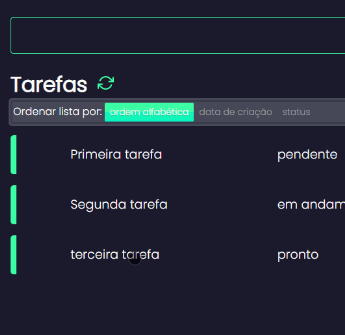 Tarefas
Ordenar lista por: ordem alfabética data de criação status
Primeira tarefa pendente
Segunda tarefa em andam
terceira tarefa pronto